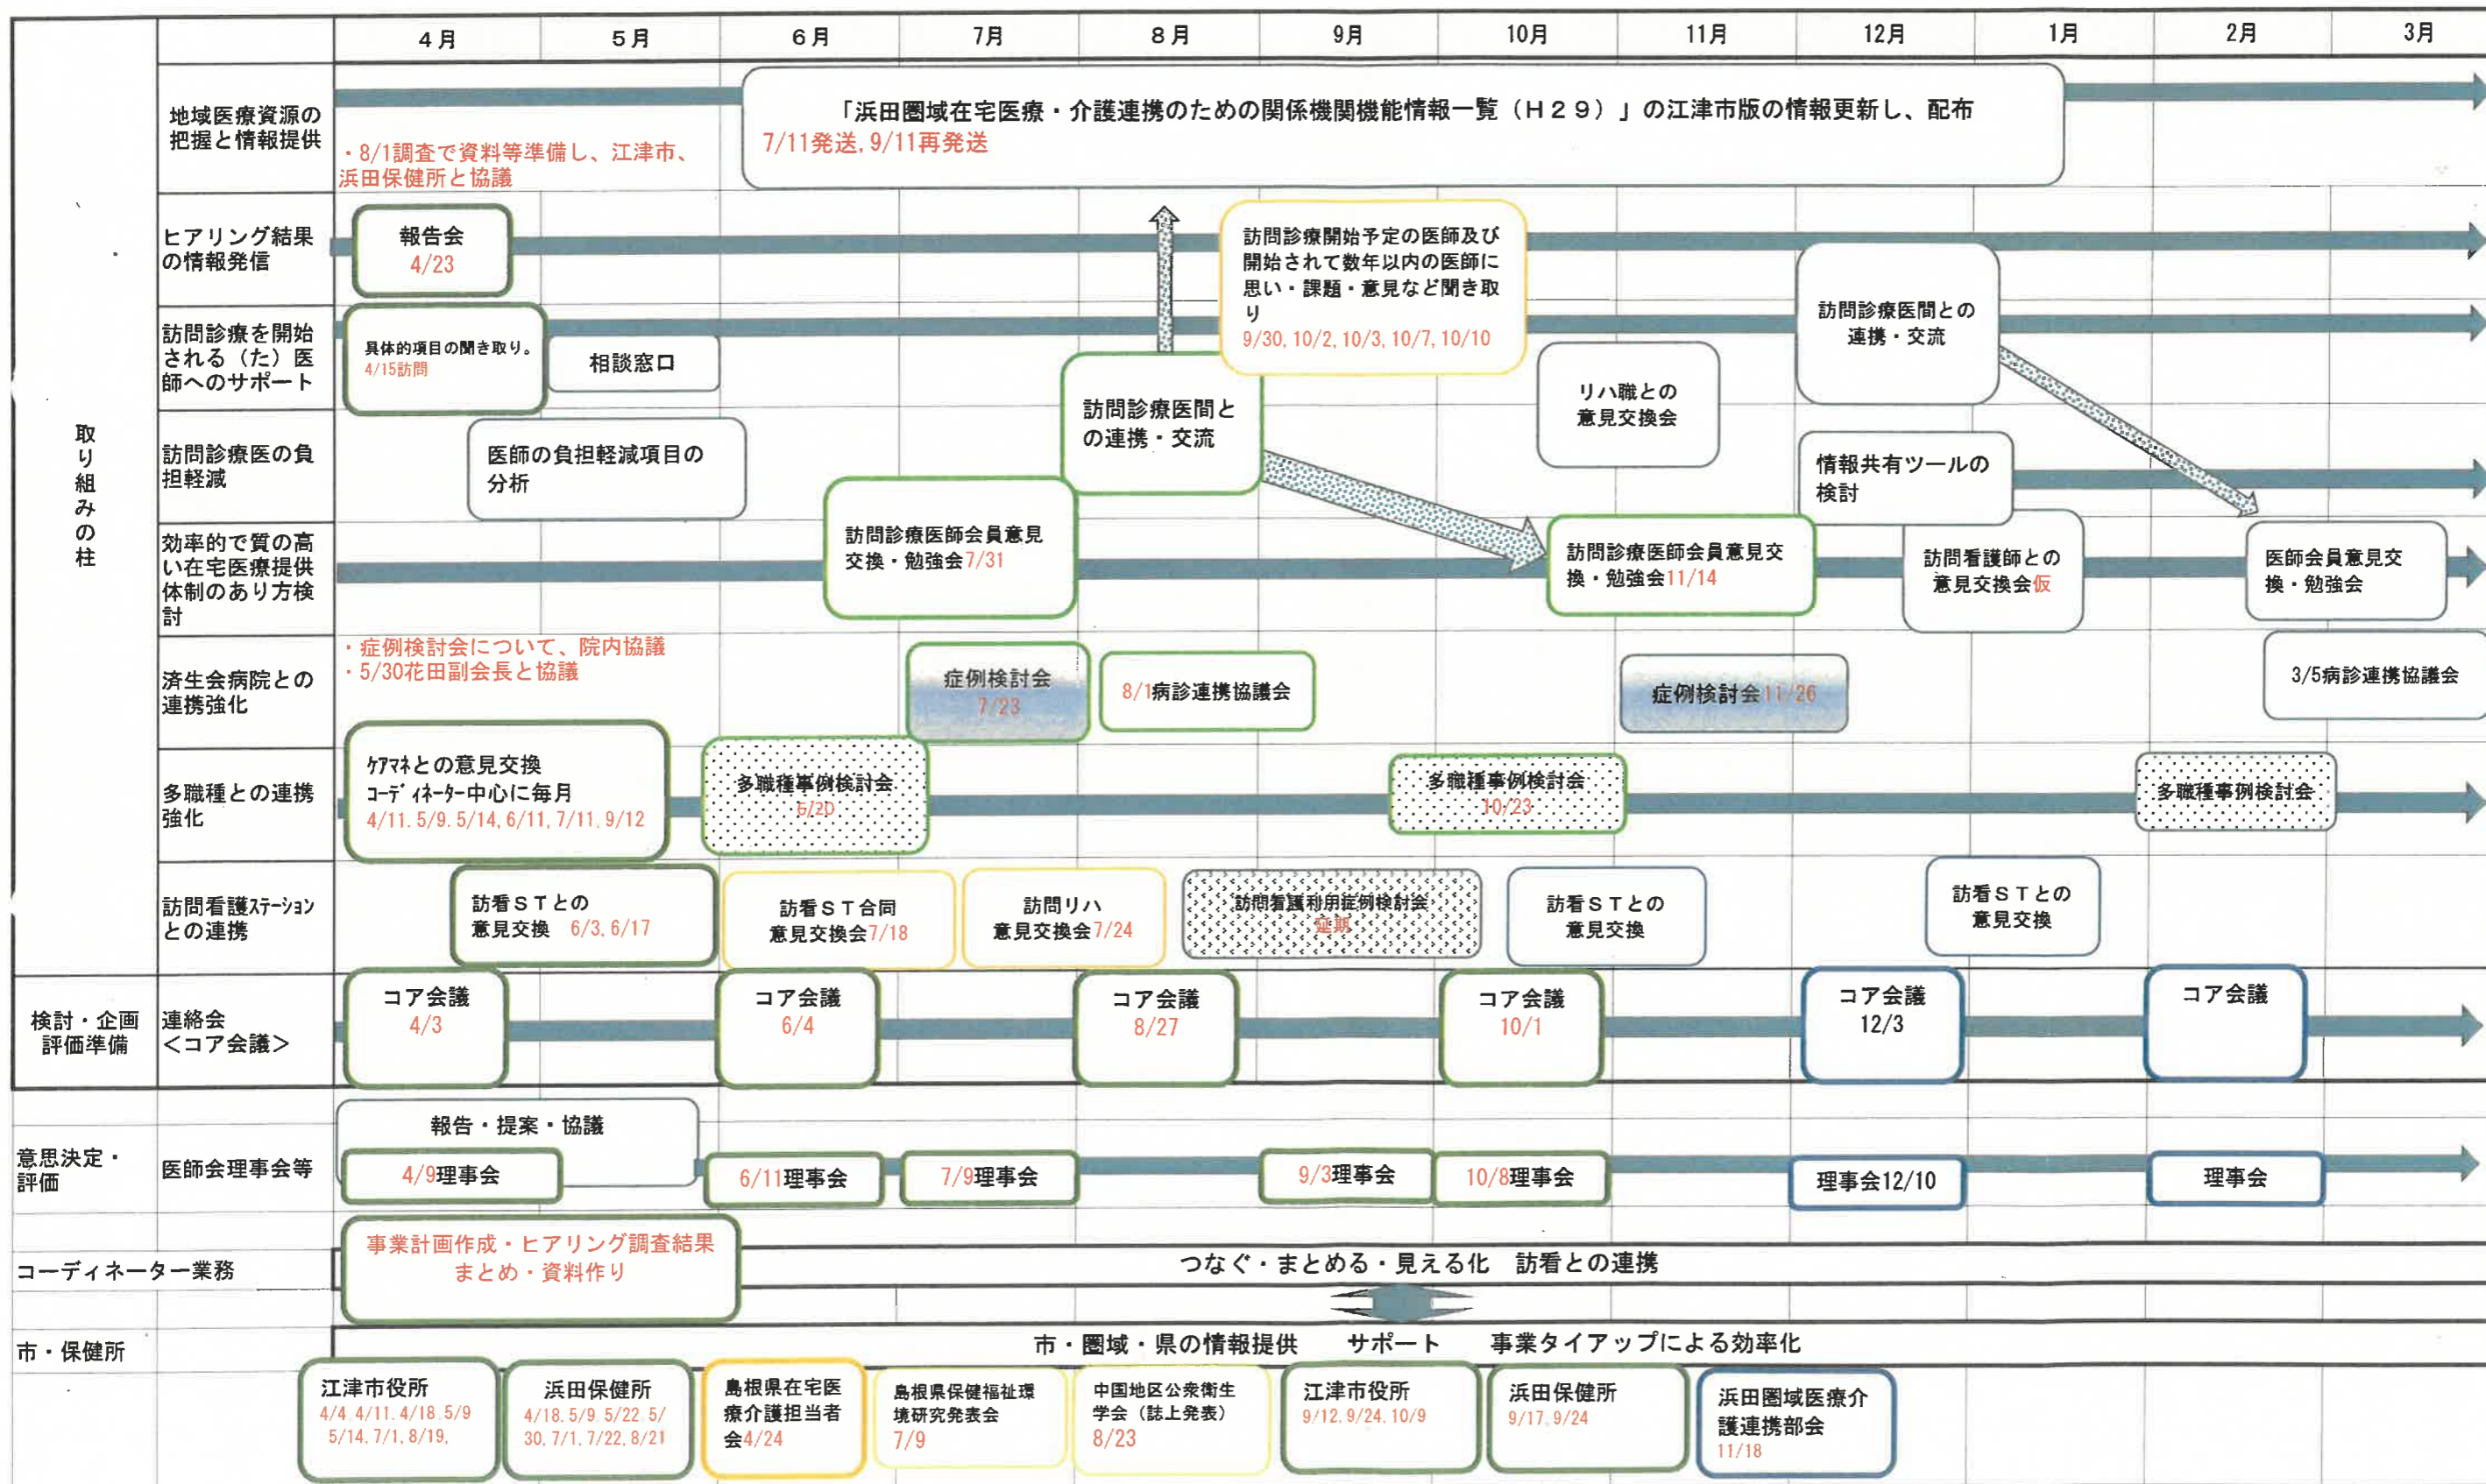 4月 5月 6月 7月 8月 9月 10月 11月 12月 1月 2月 3月
取り組みの柱
地域医療資源の
把握と情報提供
・8/1調査で資料等準備し、江津市、
浜田保健所と協議
「浜田圏域在宅医療・介護連携のための関係機関機能情報一覧（Ｈ２９）」の江津市版の情報更新し、配布
7/11発送, 9/11再発送
ヒアリング結果
の情報発信
報告会
4/23
訪問診療開始予定の医師及び
開始されて数年以内の医師に
思い・課題・意見など聞き取
り
9/30, 10/2, 10/3, 10/7, 10/10
訪問診療を開始
される（た）医
師へのサポート
具体的項目の聞き取り。
4/15訪問
相談窓口
訪問診療医間と
の連携・交流
リハ職との
意見交換会
訪問診療医間との
連携・交流
訪問診療医の負
担軽減
医師の負担軽減項目の
分析
情報共有ツールの
検討
効率的で質の高
い在宅医療提供
体制のあり方検
討
訪問診療医師会員意見
交換・勉強会7/31
訪問診療医師会員意見交
換・勉強会11/14
訪問看護師との
意見交換会仮
医師会員意見交
換・勉強会
済生会病院との
連携強化
・症例検討会について、院内協議
・5/30花田副会長と協議
症例検討会
7/23
8/1病診連携協議会
症例検討会11/26
3/5病診連携協議会
多職種との連携
強化
ｹｱﾏﾈとの意見交換
ｺｰﾃﾞｨﾈｰﾀｰ中心に毎月
4/11. 5/9. 5/14, 6/11, 7/11, 9/12
多職種事例検討会
6/20
多職種事例検討会
10/23
多職種事例検討会
訪問看護ｽﾃｰｼｮﾝ
との連携
訪看ＳＴとの
意見交換 6/3, 6/17
訪看ＳＴ合同
意見交換会7/18
訪問リハ
意見交換会7/24
訪問看護利用症例検討会
延期
訪看ＳＴとの
意見交換
訪看ＳＴとの
意見交換
検討・企画
評価準備
連絡会
＜コア会議＞
コア会議
4/3
コア会議
6/4
コア会議
8/27
コア会議
10/1
コア会議
12/3
コア会議
意思決定・
評価
医師会理事会等
報告・提案・協議
4/9理事会
6/11理事会
7/9理事会
9/3理事会
10/8理事会
理事会12/10
理事会
コーディネーター業務
事業計画作成・ヒアリング調査結果
まとめ・資料作り
つなぐ・まとめる・見える化 訪看との連携
市・保健所
市・圏域・県の情報提供 サポート 事業タイアップによる効率化
江津市役所
4/4. 4/11. 4/18. 5/9
5/14, 7/1, 8/19,
浜田保健所
4/18. 5/9. 5/22. 5/
30, 7/1, 7/22, 8/21
島根県在宅医
療介護担当者
会4/24
島根県保健福祉環
境研究発表会
7/9
中国地区公衆衛生
学会（誌上発表）
8/23
江津市役所
9/12, 9/24, 10/9
浜田保健所
9/17, 9/24
浜田圏域医療介
護連携部会
11/18